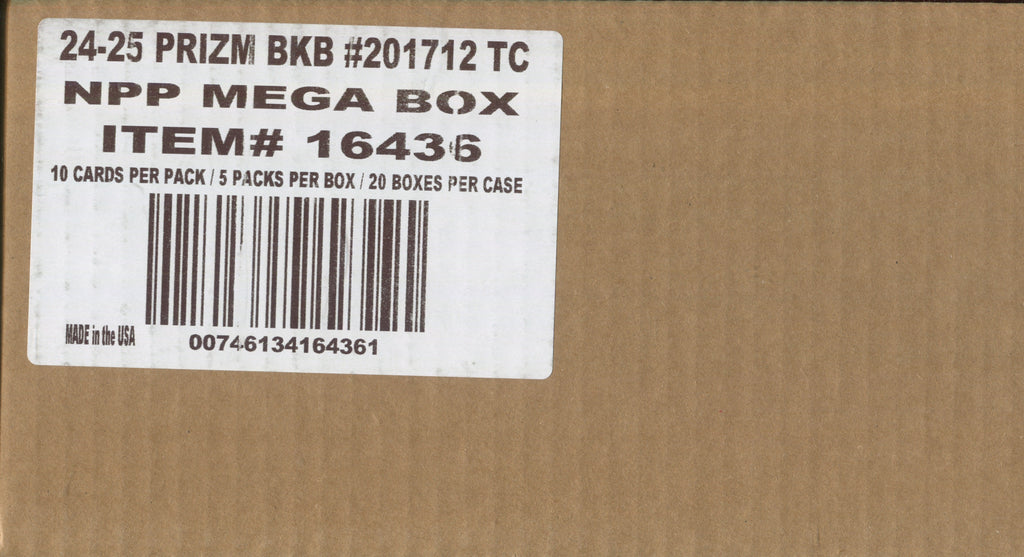 24-25 PRIZM BKB #201712 TC
NPP MEGA BOX
ITEM# 16436
10 CARDS PER PACK / 5 PACKS PER BOX / 20 BOXES PER CASE
MADE in the USA
00746134164361